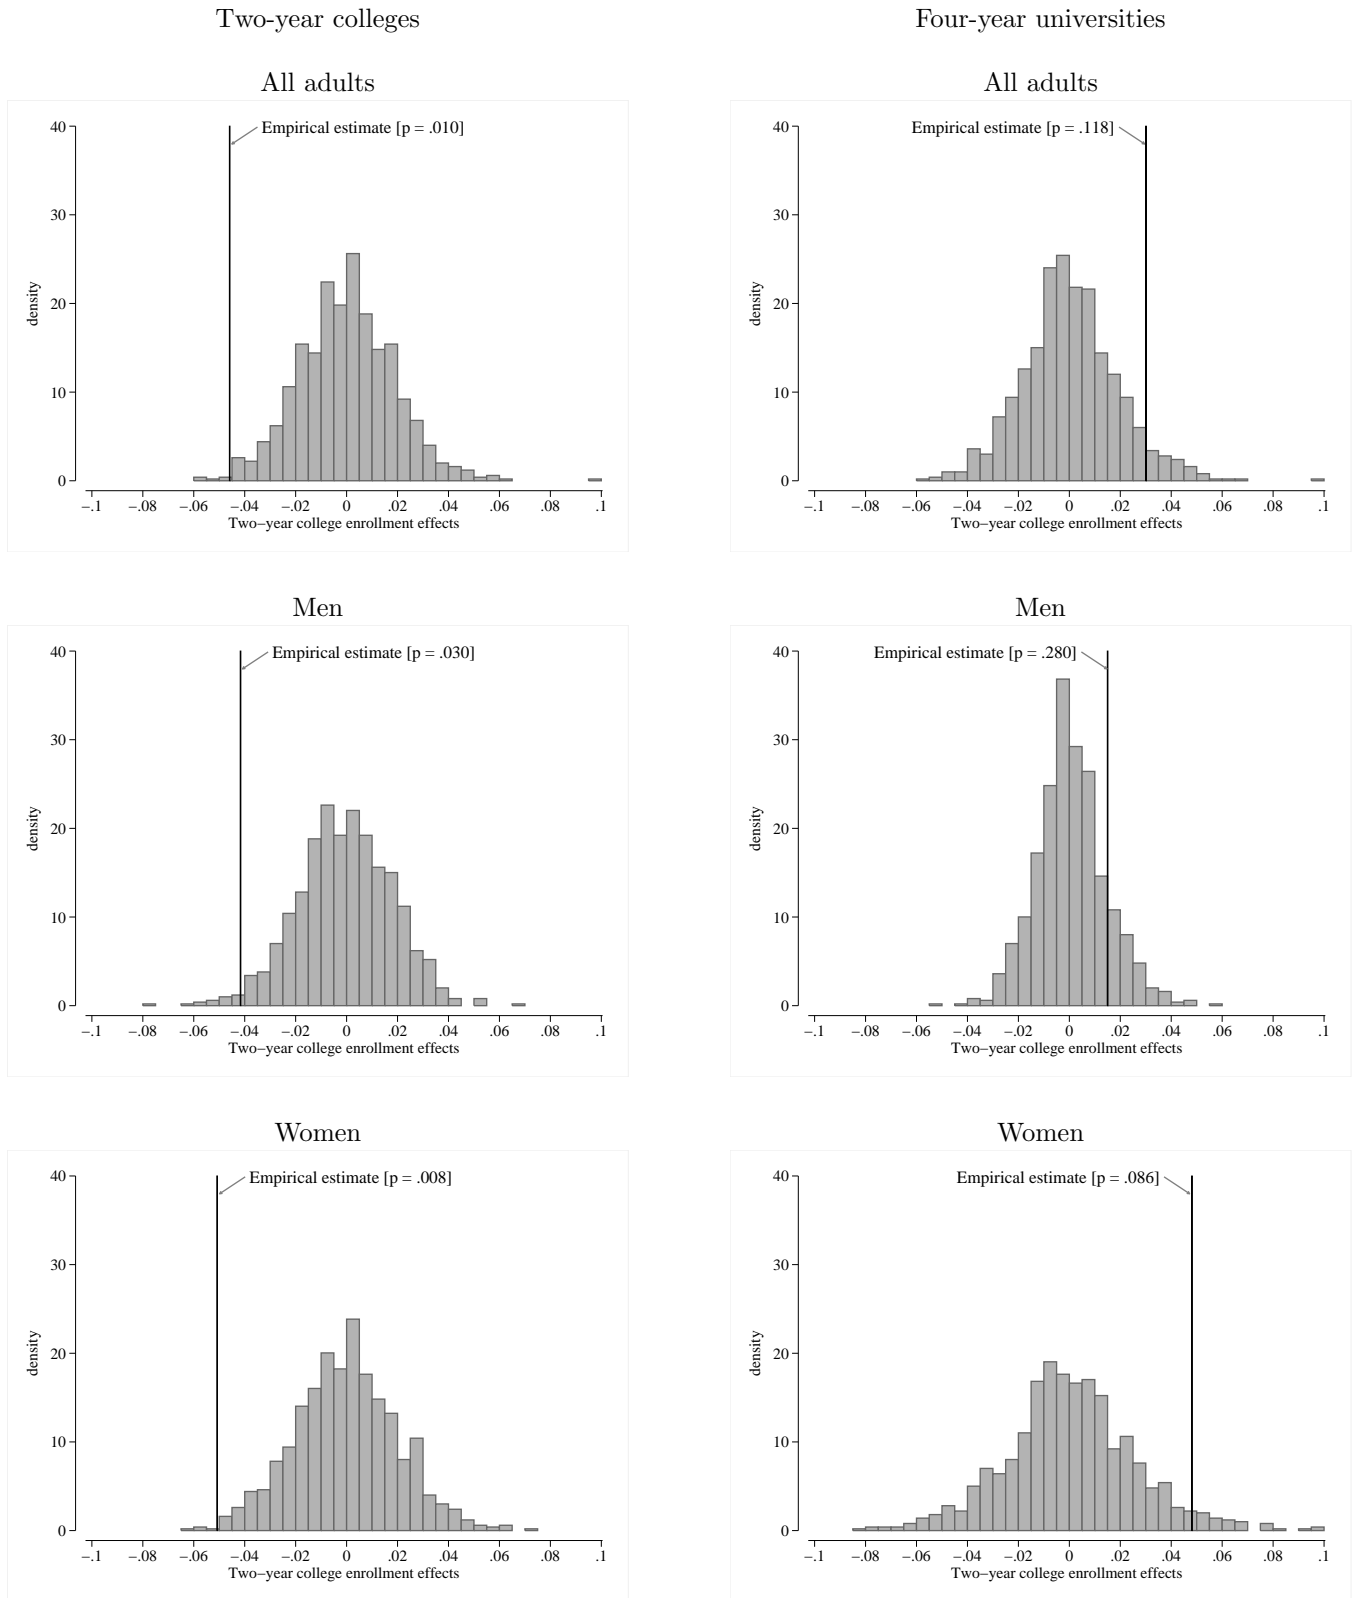 Two-year colleges
Four-year universities
All adults
All adults
Empirical estimate [p = .010]
40
30
20
10
0
density
−.1 −.08 −.06 −.04 −.02 0 .02 .04 .06 .08 .1
Two−year college enrollment effects
Empirical estimate [p = .118]
40
30
20
10
0
density
−.1 −.08 −.06 −.04 −.02 0 .02 .04 .06 .08 .1
Two−year college enrollment effects
Men
Men
Empirical estimate [p = .030]
40
30
20
10
0
density
−.1 −.08 −.06 −.04 −.02 0 .02 .04 .06 .08 .1
Two−year college enrollment effects
Empirical estimate [p = .280]
40
30
20
10
0
density
−.1 −.08 −.06 −.04 −.02 0 .02 .04 .06 .08 .1
Two−year college enrollment effects
Women
Women
Empirical estimate [p = .008]
40
30
20
10
0
density
−.1 −.08 −.06 −.04 −.02 0 .02 .04 .06 .08 .1
Two−year college enrollment effects
Empirical estimate [p = .086]
40
30
20
10
0
density
−.1 −.08 −.06 −.04 −.02 0 .02 .04 .06 .08 .1
Two−year college enrollment effects